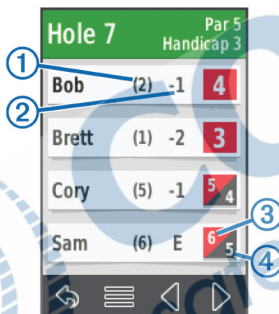 Hole 7
Par 5
Handicap 3
①
②
Bob (2) -1 4
Brett (1) -2 3
Cory (5) -1 5 4
Sam (6) E 6 5
③
④